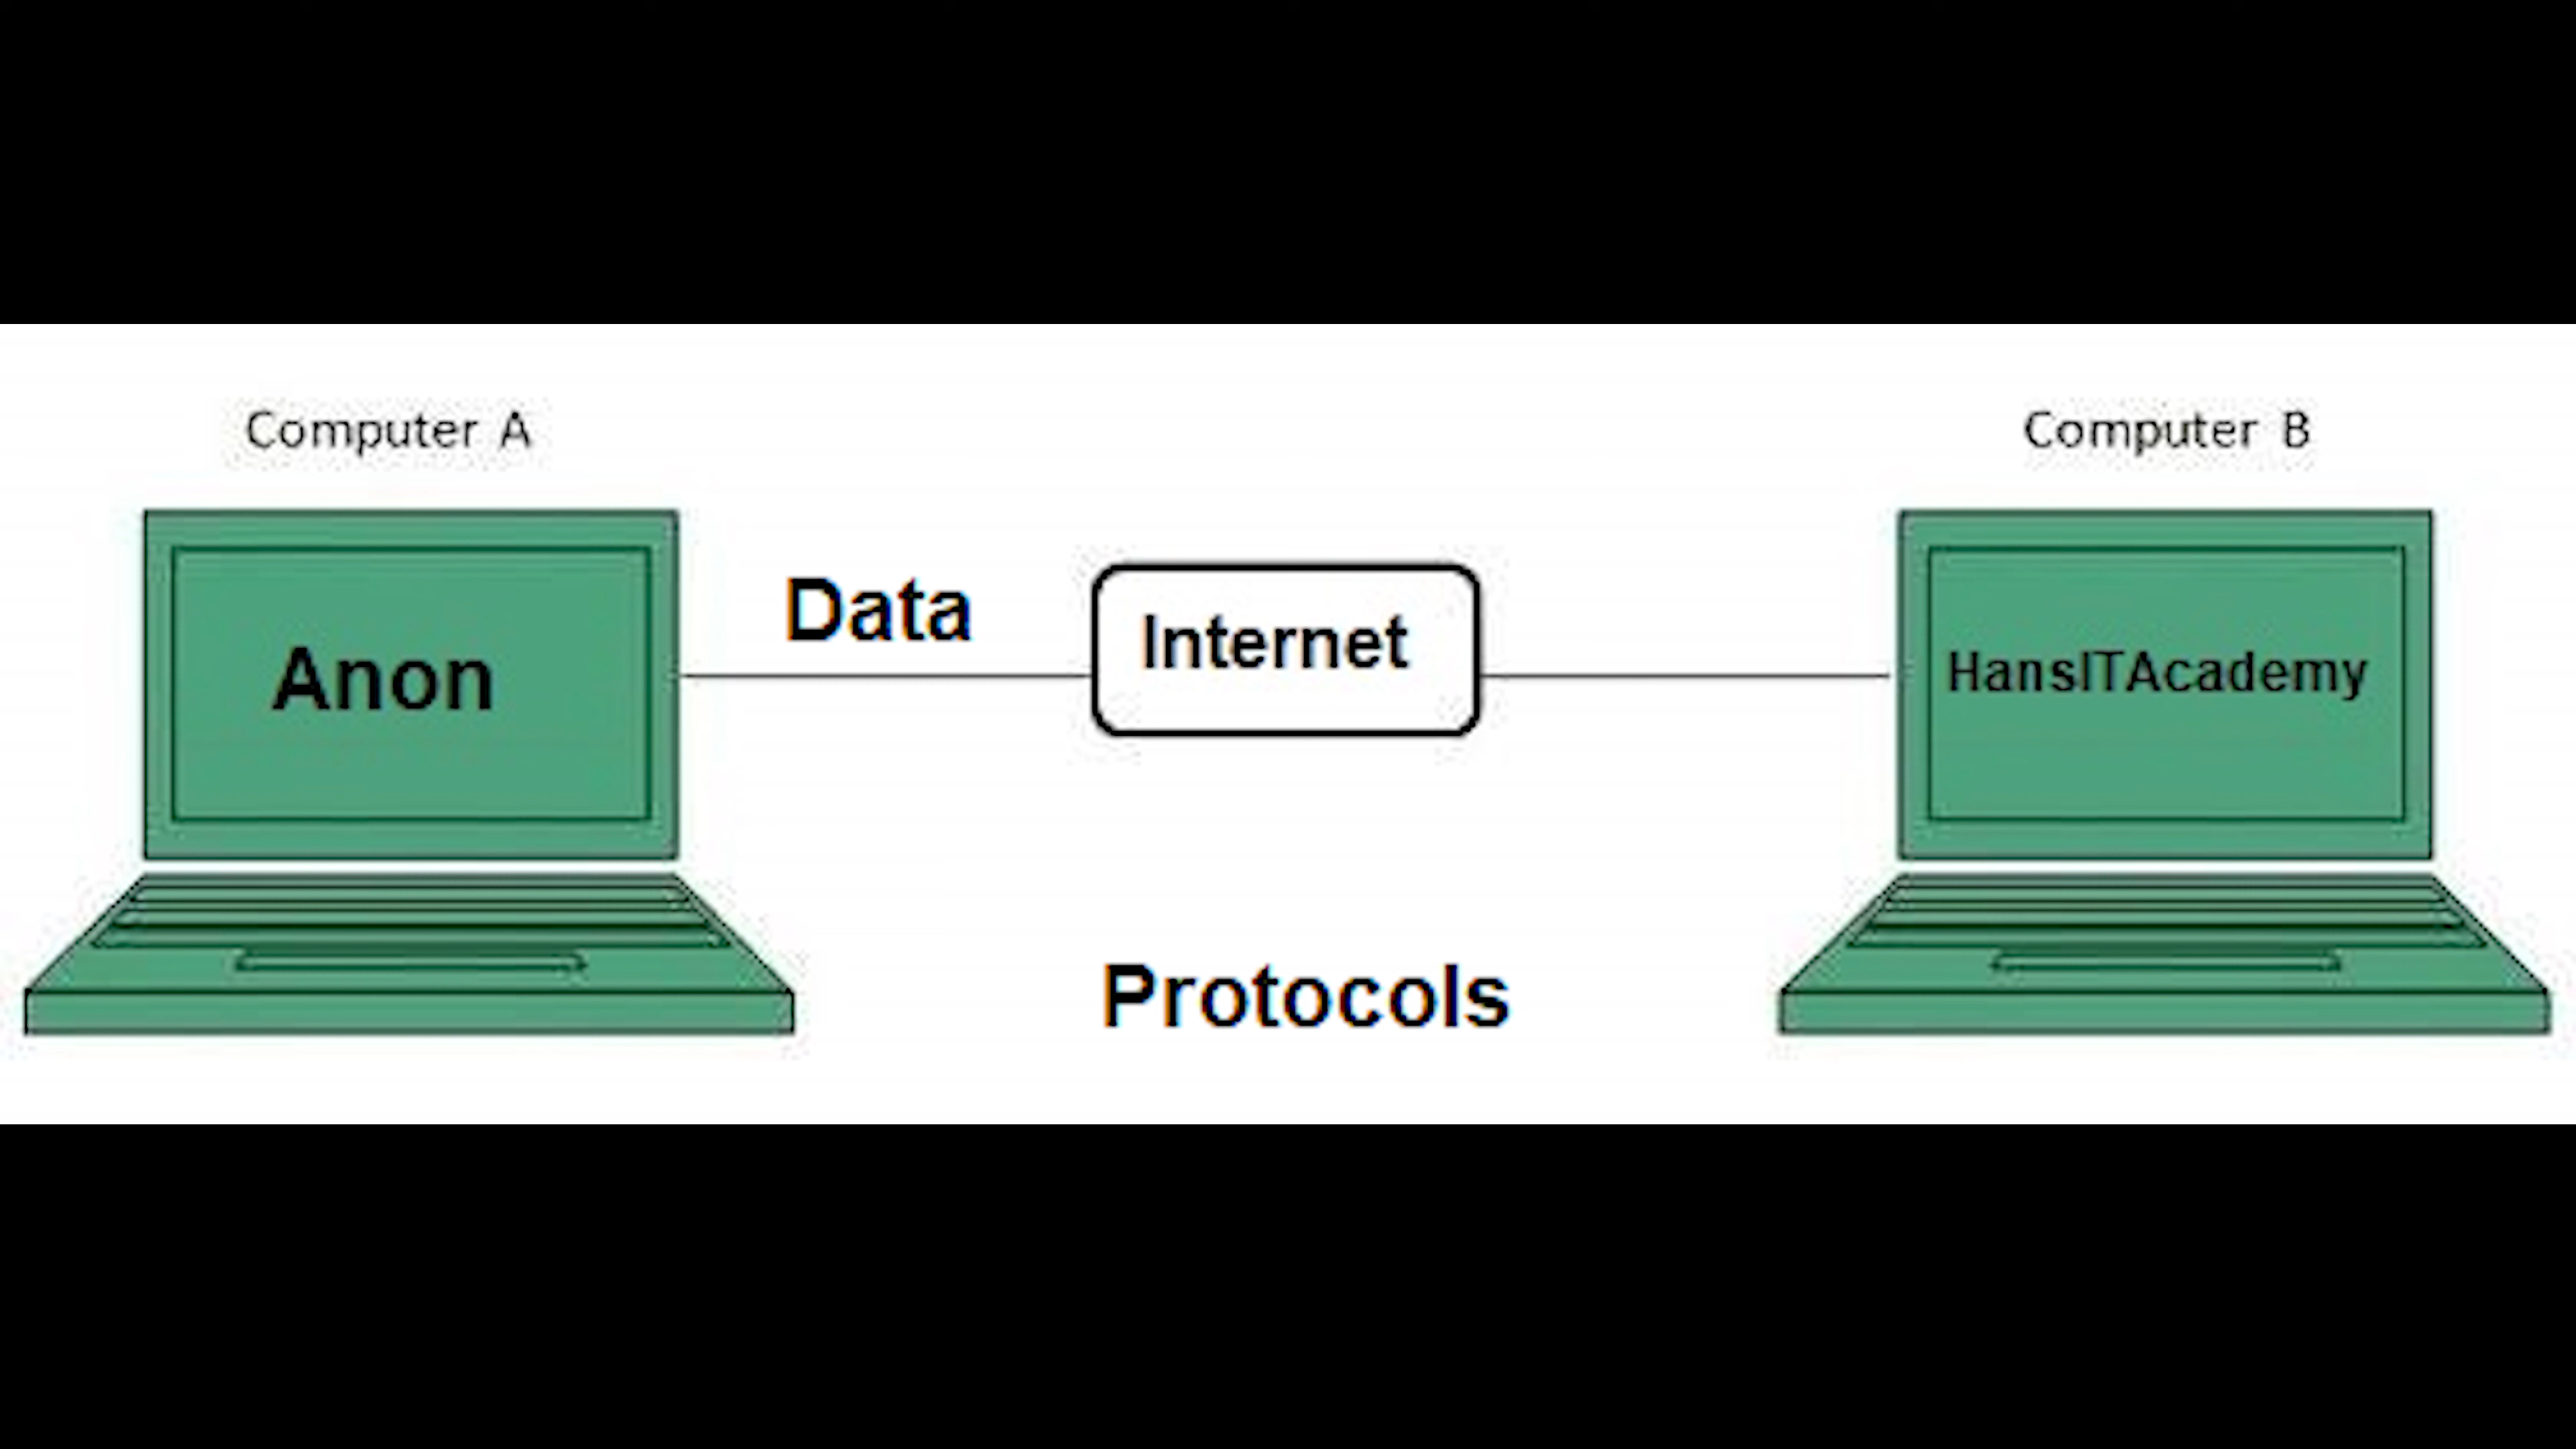 Computer A
Computer B
Data
Internet
Anon
HansITAcademy
Protocols